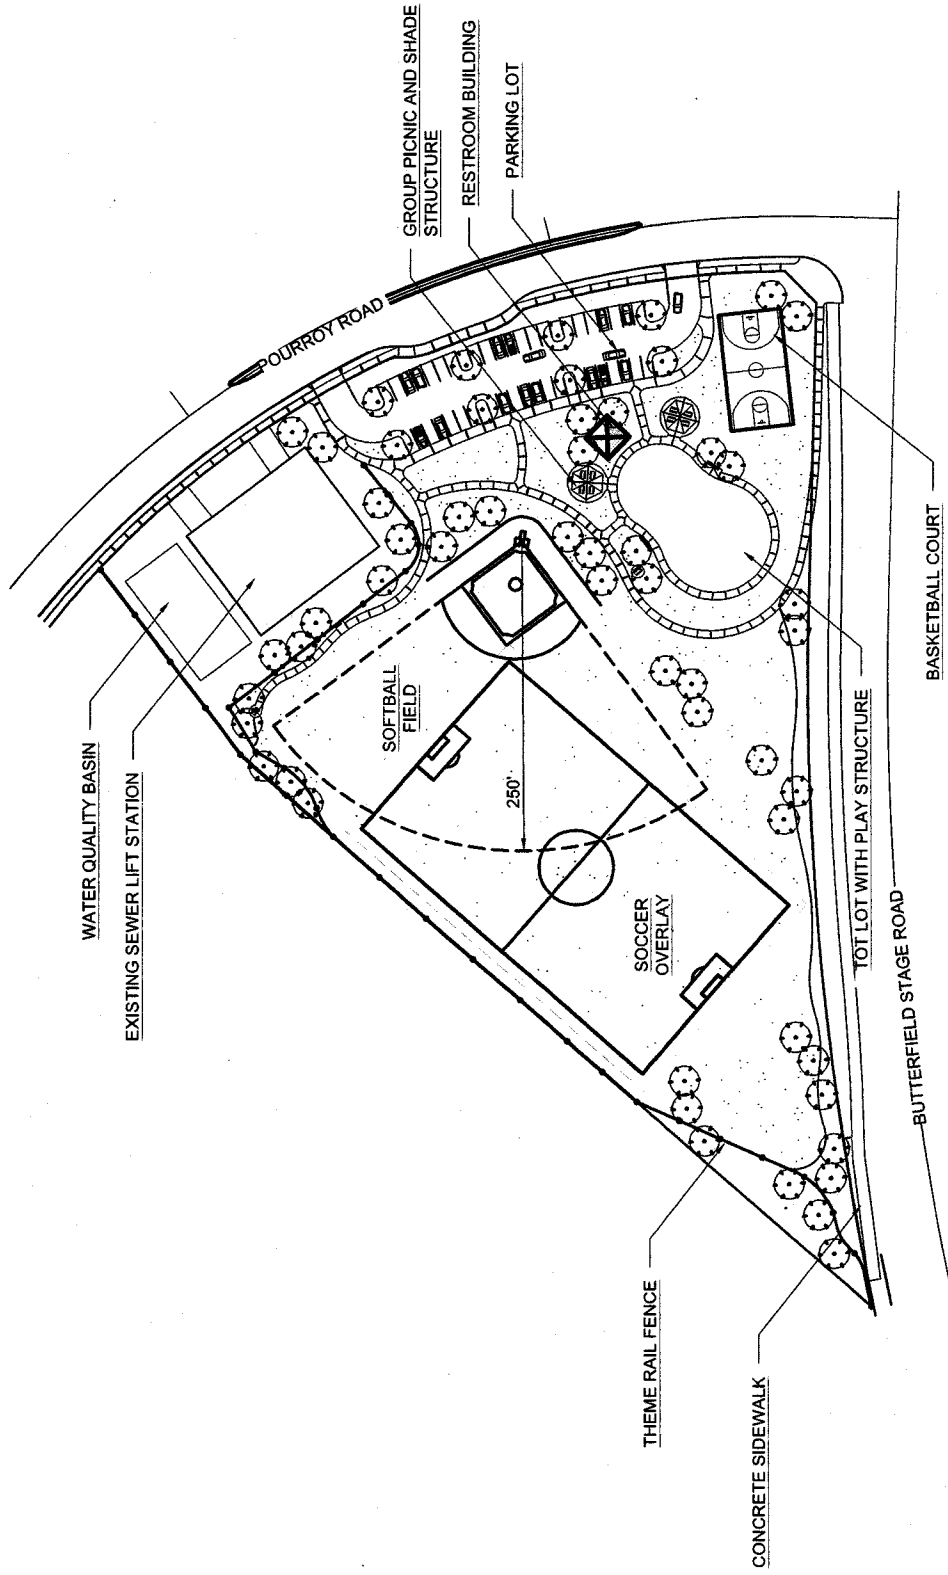 GROUP PICNIC AND SHADE
STRUCTURE
RESTROOM BUILDING
PARKING LOT
POURROY ROAD
WATER QUALITY BASIN
EXISTING SEWER LIFT STATION
SOFTBALL
FIELD
250'
SOCCER
OVERLAY
BASKETBALL COURT
TOT LOT WITH PLAY STRUCTURE
BUTTERFIELD STAGE ROAD
THEME RAIL FENCE
CONCRETE SIDEWALK